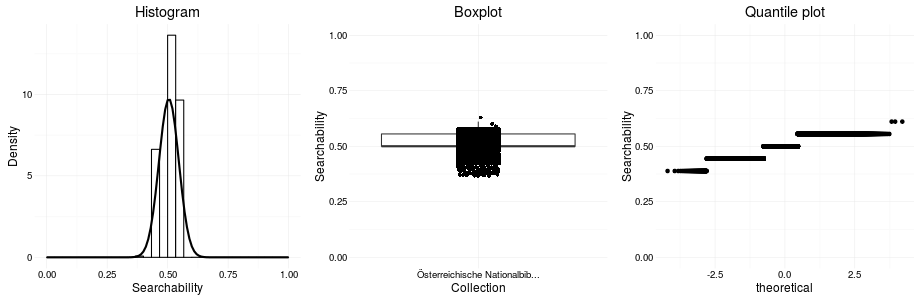 Histogram
Density
10
5
0
0.00 0.25 0.50 0.75 1.00
Searchability
Boxplot
Searchability
1.00
0.75
0.50
0.25
0.00
Österreichische Nationalbib...
Collection
Quantile plot
Searchability
1.00
0.75
0.50
0.25
0.00
-2.5 0.0 2.5
theoretical